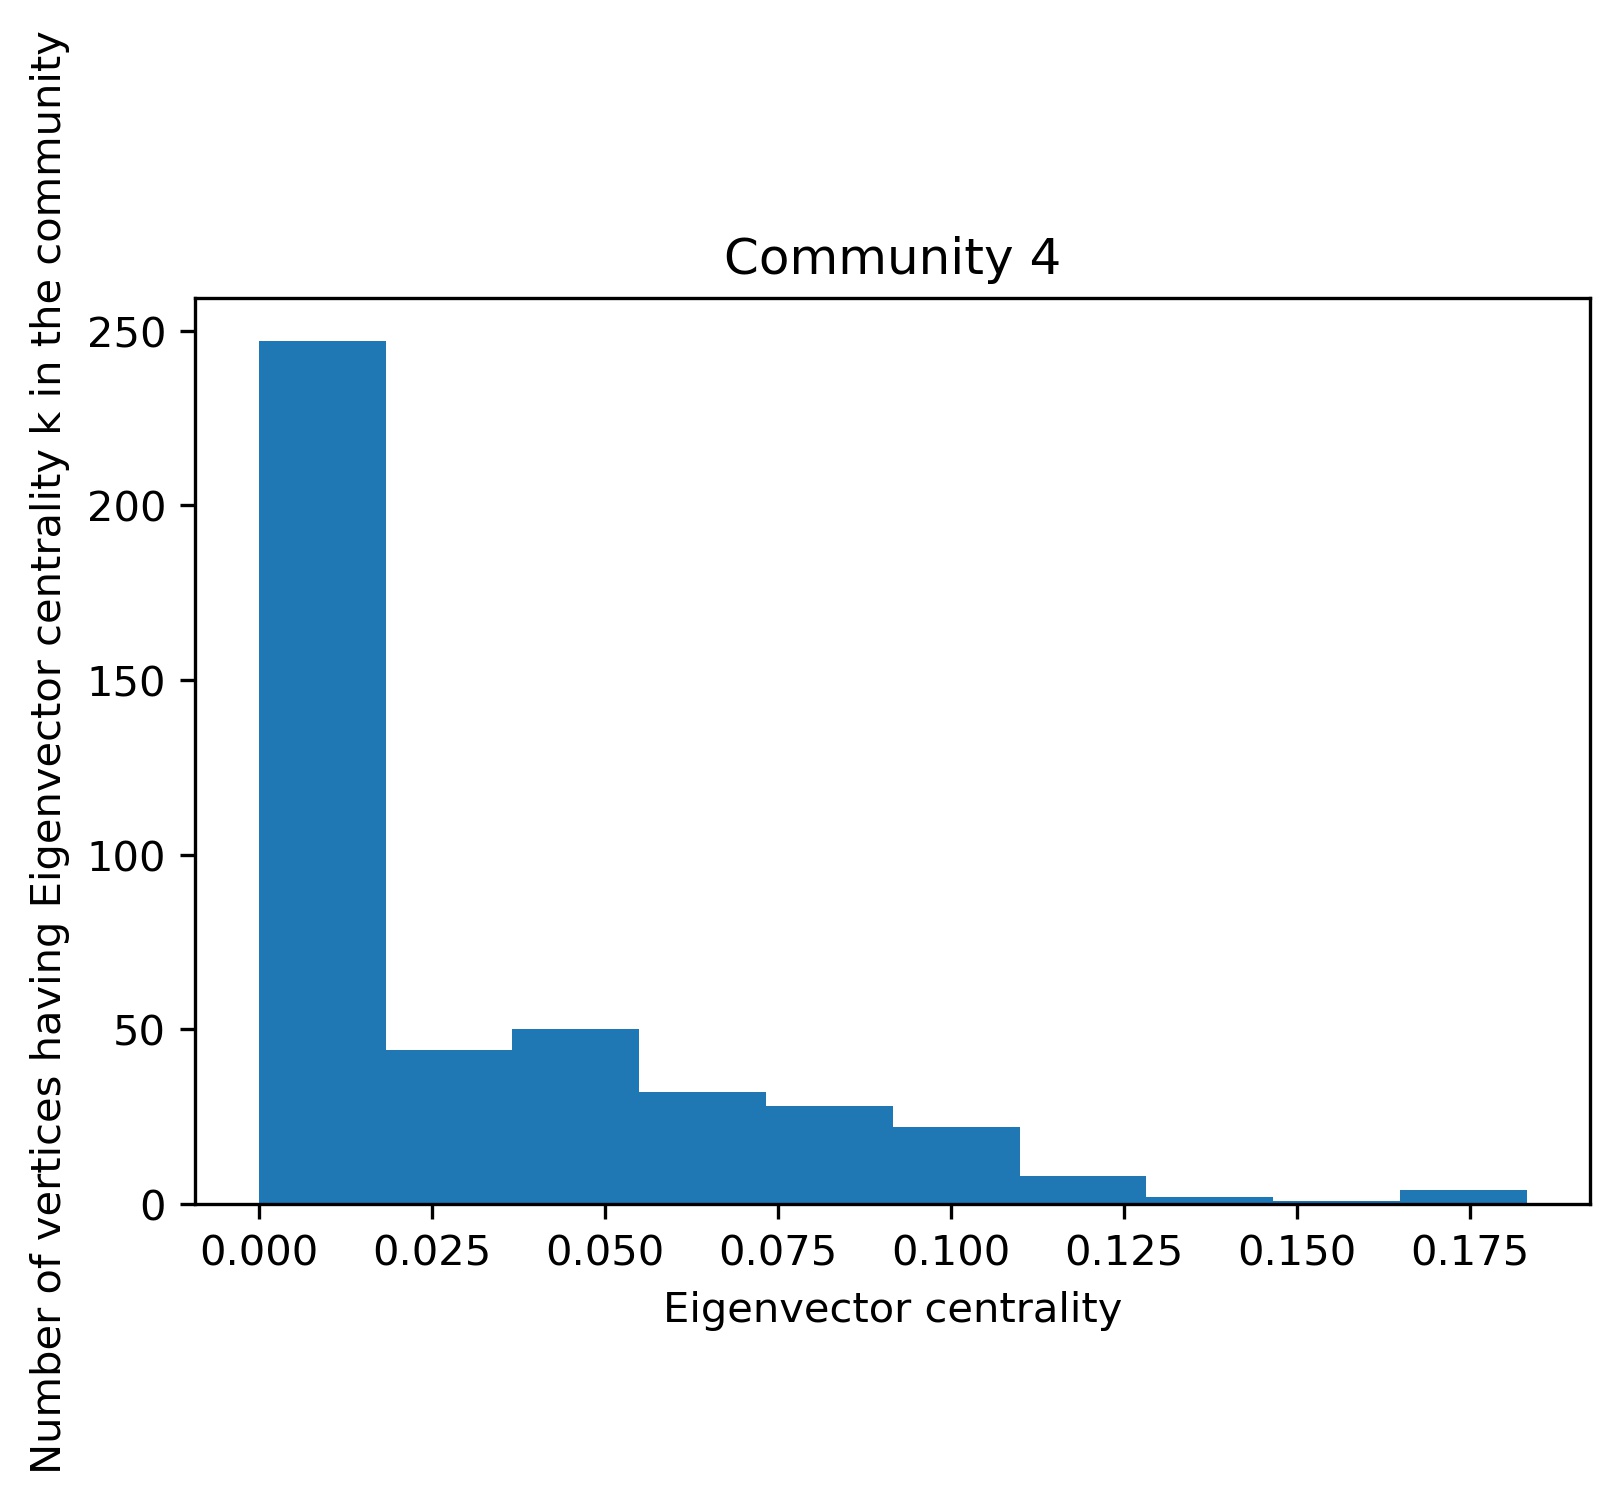 Community 4
Number of vertices having Eigenvector centrality k in the community
250
200
150
100
50
0
0.000 0.025 0.050 0.075 0.100 0.125 0.150 0.175
Eigenvector centrality